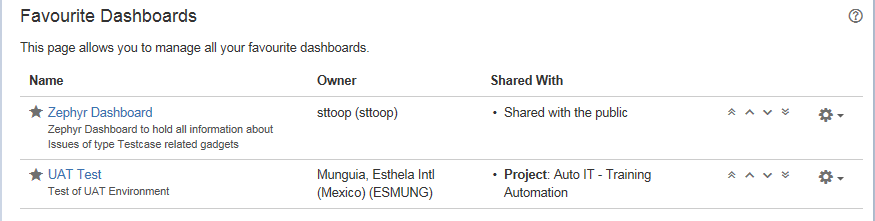 Favourite Dashboards
This page allows you to manage all your favourite dashboards.
Name Owner Shared With
Zephyr Dashboard sttoop (sttoop) • Shared with the public
Zephyr Dashboard to hold all information about
Issues of type Testcase related gadgets
UAT Test Munguia, Esthela Intl • Project: Auto IT - Training
Test of UAT Environment (Mexico) (ESMUNG) Automation